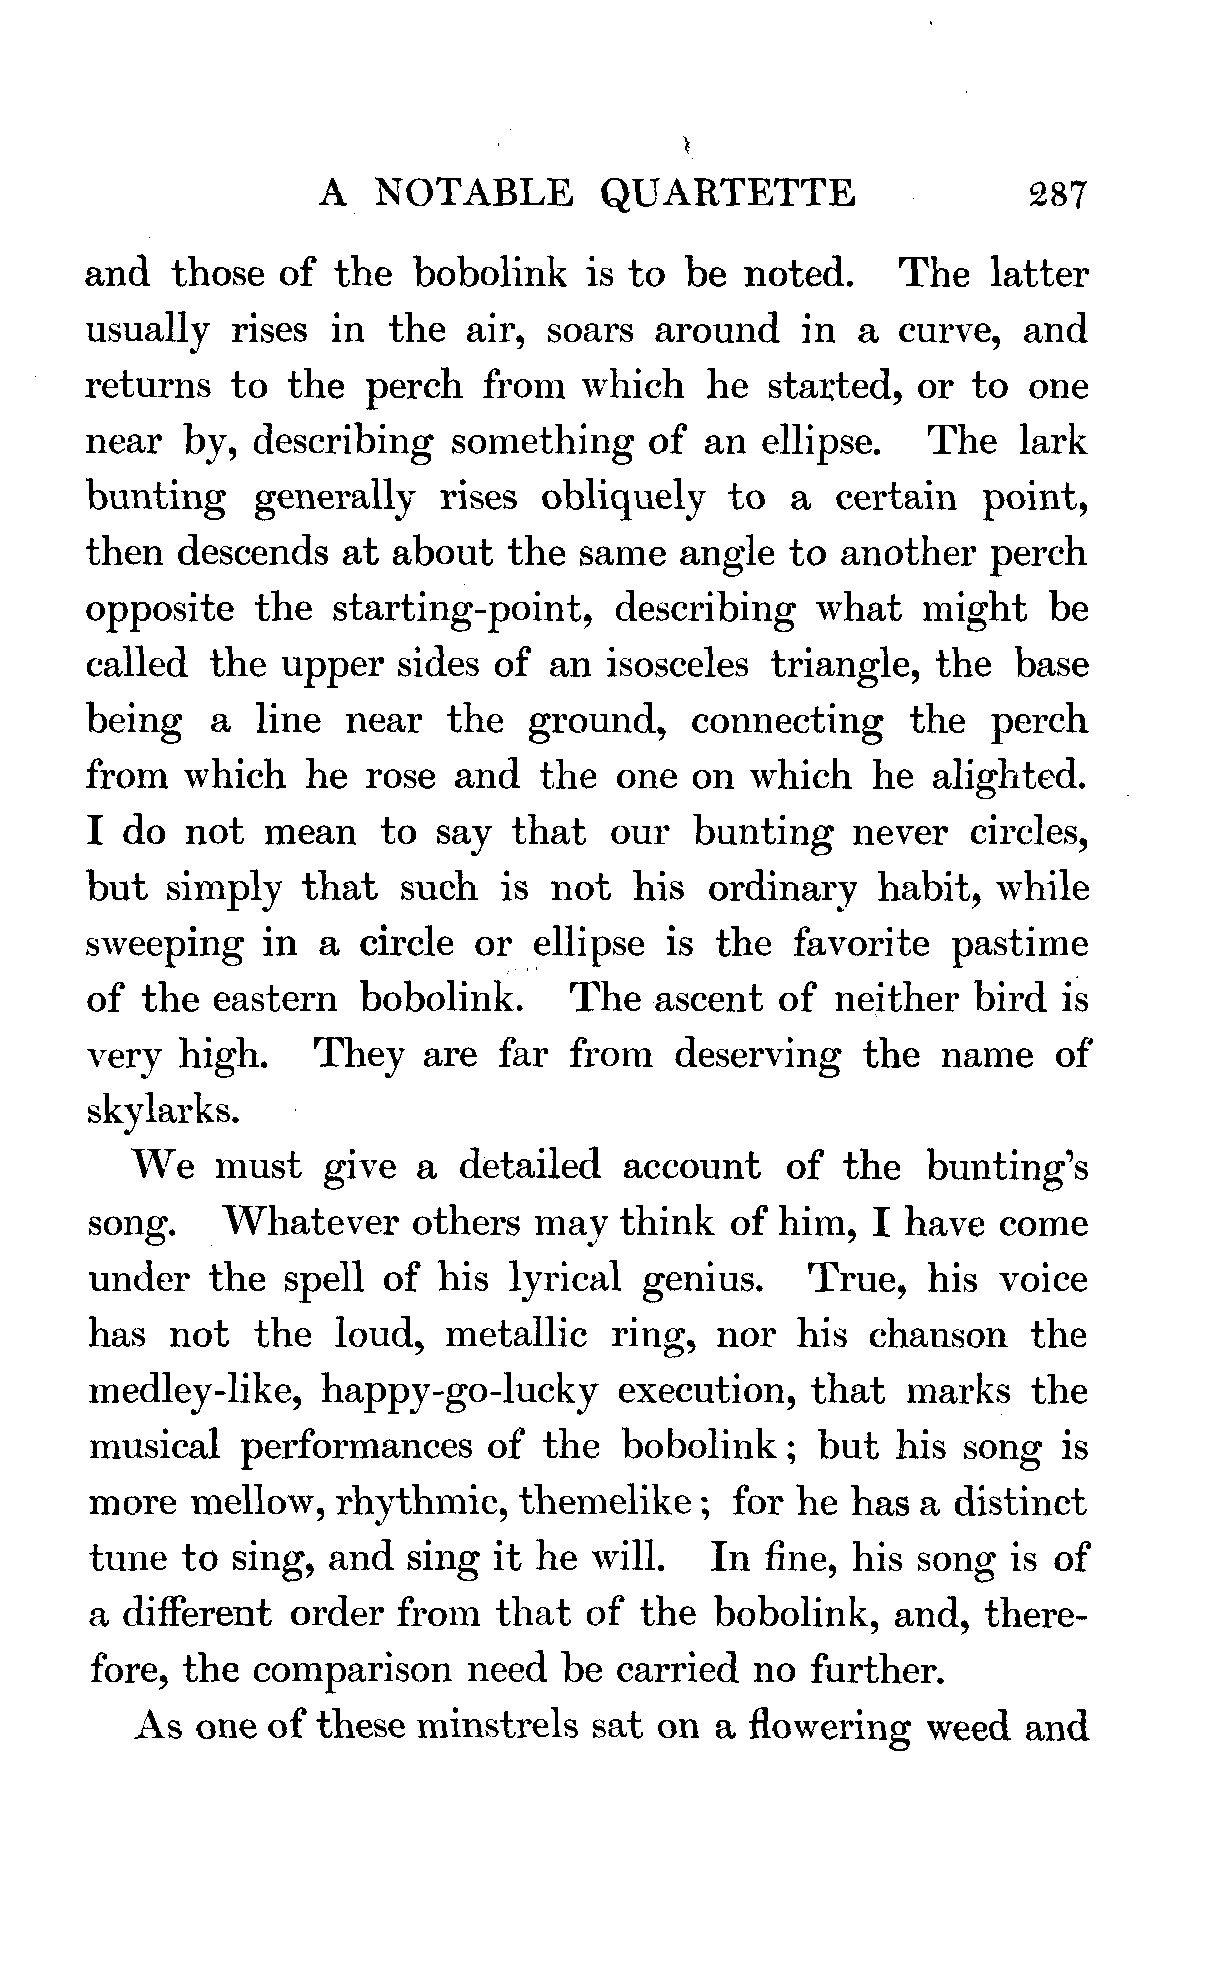 A NOTABLE QUARTETTE 287
and those of the bobolink is to be noted. The latter
usually rises in the air, soars around in a curve, and
returns to the perch from which he started, or to one
near by, describing something of an ellipse. The lark
bunting generally rises obliquely to a certain point,
then descends at about the same angle to another perch
opposite the starting-point, describing what might be
called the upper sides of an isosceles triangle, the base
being a line near the ground, connecting the perch
from which he rose and the one on which he alighted.
I do not mean to say that our bunting never circles,
but simply that such is not his ordinary habit, while
sweeping in a circle or ellipse is the favorite pastime
of the eastern bobolink. The ascent of neither bird is
very high. They are far from deserving the name of
skylarks.
We must give a detailed account of the bunting's
song. Whatever others may think of him, I have come
under the spell of his lyrical genius. True, his voice
has not the loud, metallic ring, nor his chanson the
medley-like, happy-go-lucky execution, that marks the
musical performances of the bobolink; but his song is
more mellow, rhythmic, themelike; for he has a distinct
tune to sing, and sing it he will. In fine, his song is of
a different order from that of the bobolink, and, there-
fore, the comparison need be carried no further.
As one of these minstrels sat on a flowering weed and